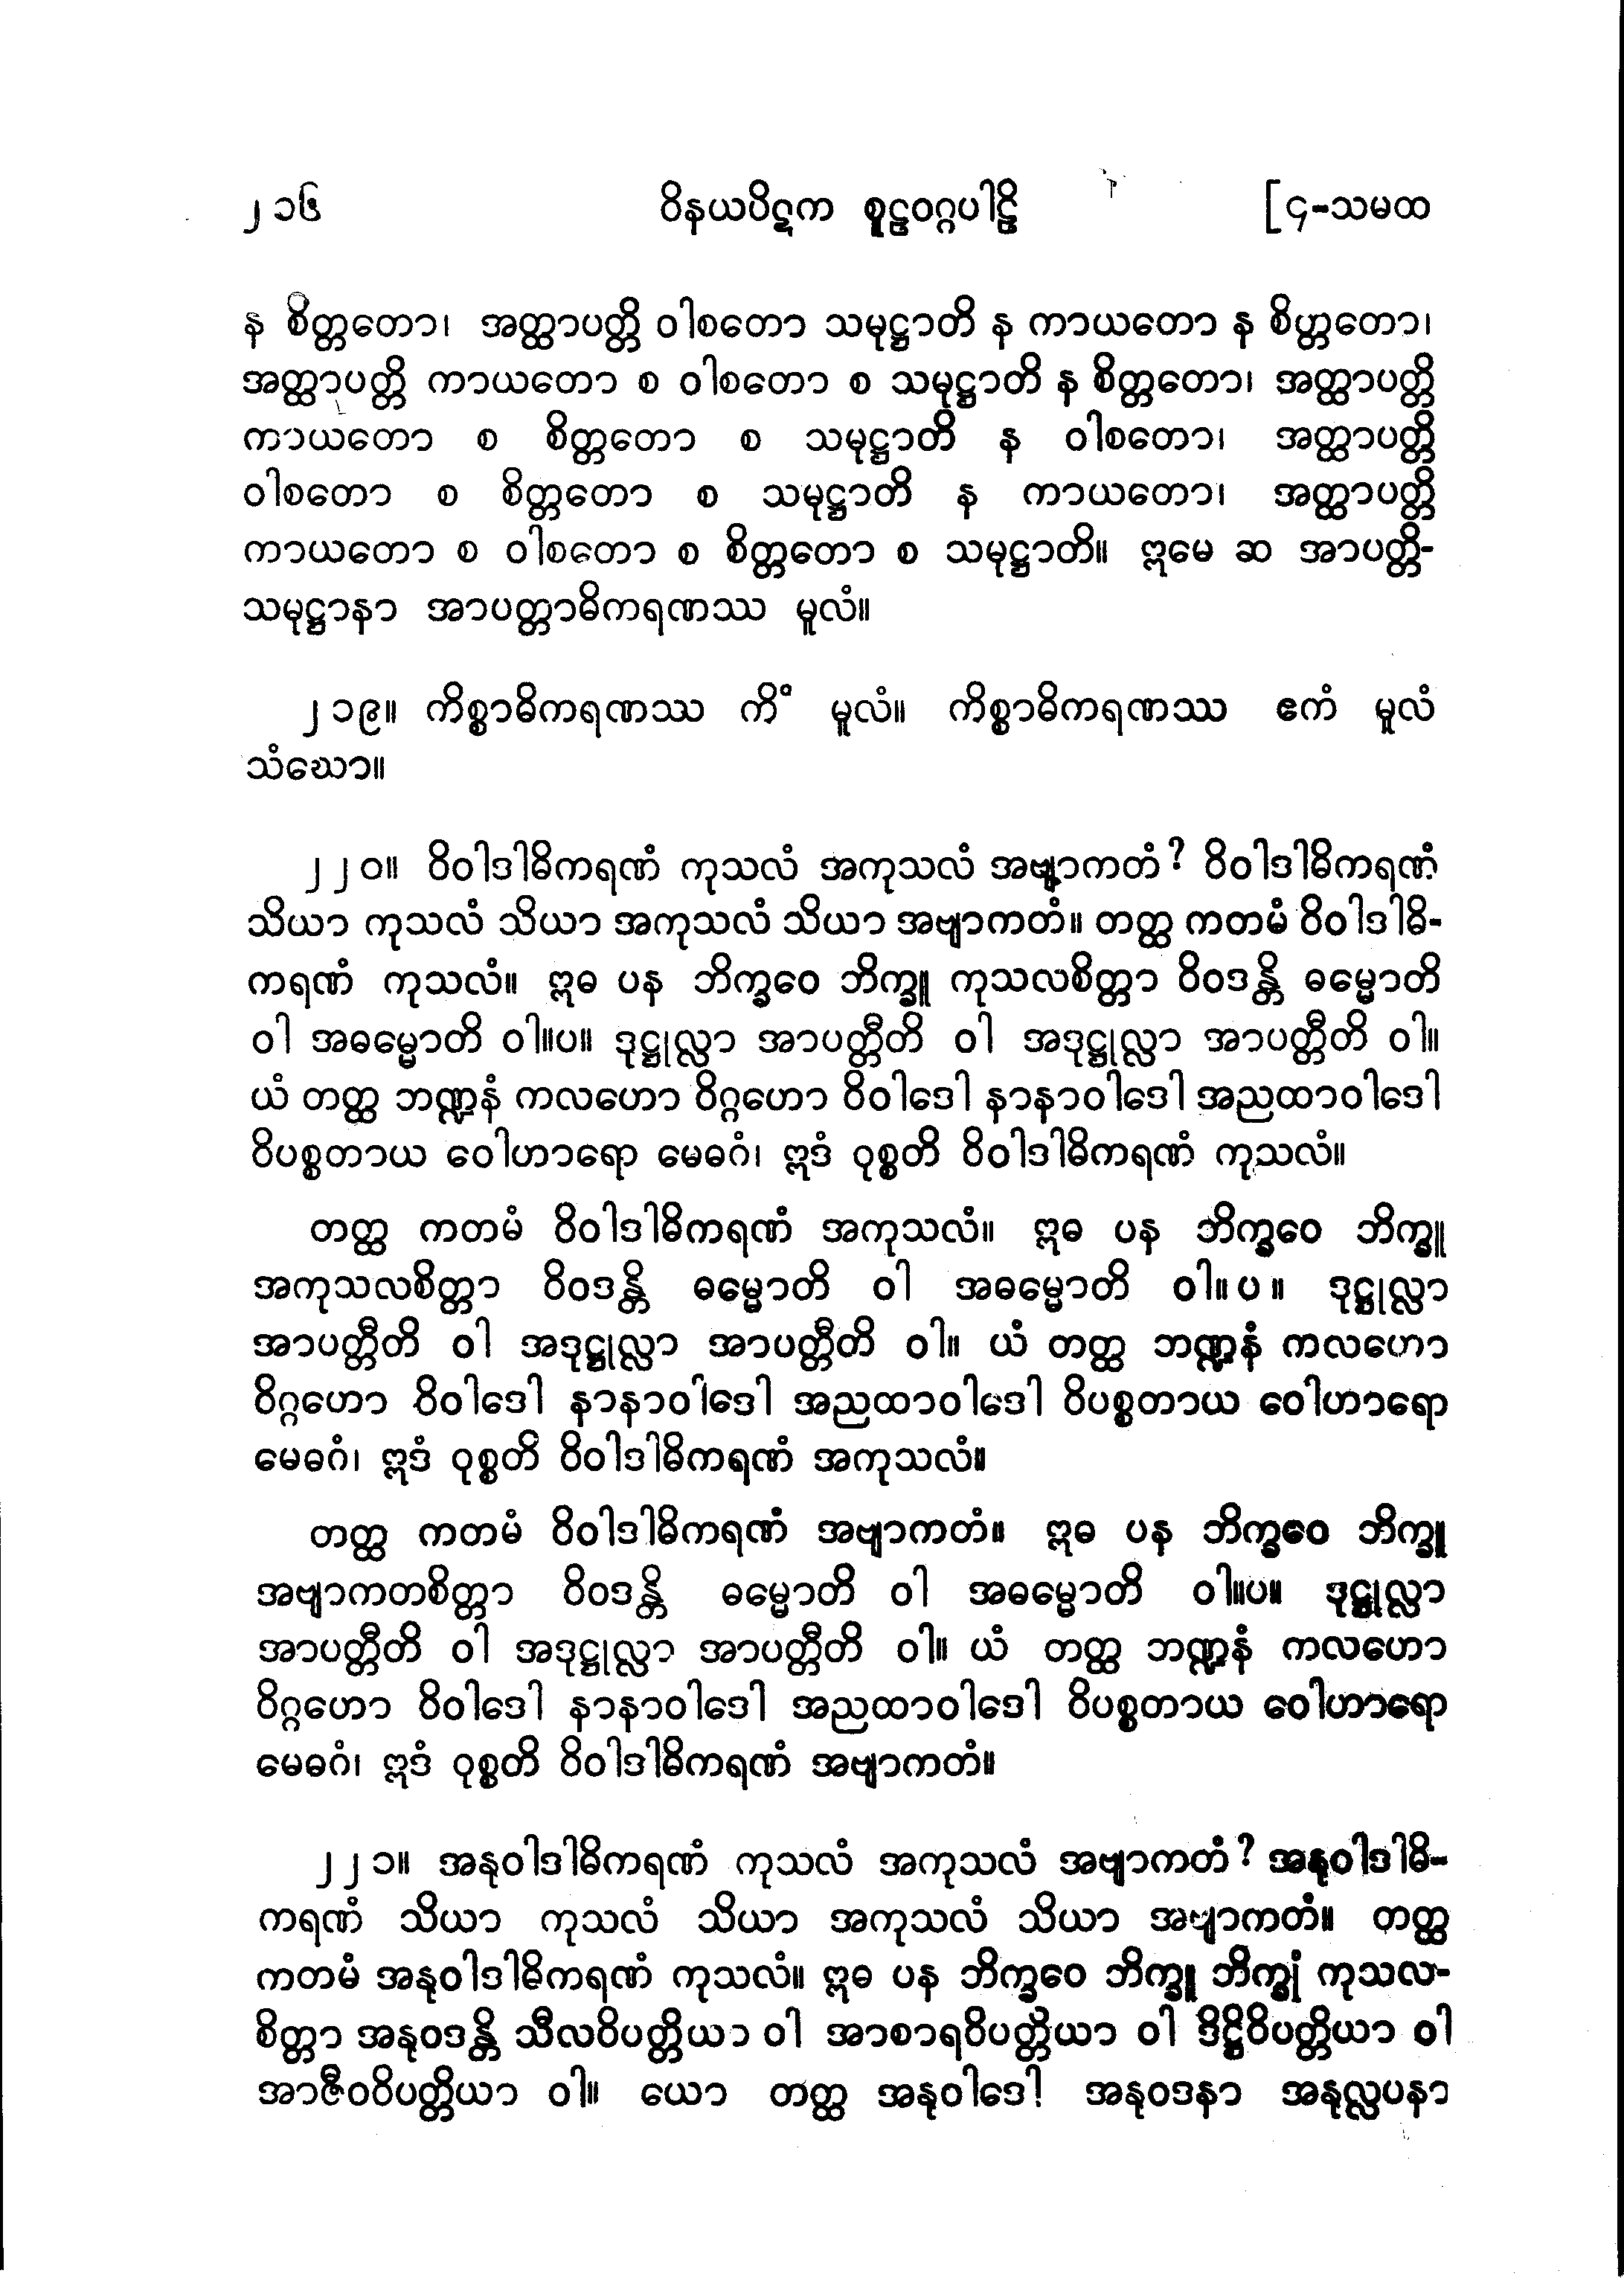 ၂၁၆ ဝိနယပိဋက စူဠဝဂ္ဂပါဠိ [၄-သမထ
န စိတ္တတော၊ အတ္ထာပတ္တိ ဝါစတော သမုဋ္ဌာတိ န ကာယတော န စိတ္တတော၊
အတ္ထာပတ္တိ ကာယတော စ ဝါစတော စ သမုဋ္ဌာတိ န စိတ္တတော၊ အတ္ထာပတ္တိ
ကာယတော စ စိတ္တတော စ သမုဋ္ဌာတိ န ဝါစတော၊ အတ္ထာပတ္တိ
ဝါစတော စ စိတ္တတော စ သမုဋ္ဌာတိ န ကာယတော၊ အတ္ထာပတ္တိ
ကာယတော စ ဝါစတော စ စိတ္တတော စ သမုဋ္ဌာတိ။ ဣမေ ဆ အာပတ္တိ-
သမုဋ္ဌာနာ အာပတ္တာဓိကရဏဿ မူလံ။
၂၁၉။ ကိစ္စာဓိကရဏဿ ကိံ မူလံ။ ကိစ္စာဓိကရဏဿ ဧကံ မူလံ
သံဃော။
၂၂၀။ ဝိဝါဒါဓိကရဏံ ကုသလံ အကုသလံ အဗျာကတံ? ဝိဝါဒါဓိကရဏံ
သိယာ ကုသလံ သိယာ အကုသလံ သိယာ အဗျာကတံ။ တတ္ထ ကတမံ ဝိဝါဒါဓိ-
ကရဏံ ကုသလံ။ ဣဓ ပန ဘိက္ခဝေ ဘိက္ခူ ကုသလစိတ္တာ ဝိဝဒန္တိ ဓမ္မောတိ
ဝါ အဓမ္မောတိ ဝါ။ပ။ ဒုဋ္ဌုလ္လာ အာပတ္တီတိ ဝါ အဒုဋ္ဌုလ္လာ အာပတ္တီတိ ဝါ။
ယံ တတ္ထ ဘဏ္ဍနံ ကလဟော ဝိဂ္ဂဟော ဝိဝါဒေါ နာနာဝါဒေါ အညထာဝါဒေါ
ဝိပစ္စတာယ ဝေါဟာရော မေဓဂံ၊ ဣဒံ ဝုစ္စတိ ဝိဝါဒါဓိကရဏံ ကုသလံ။
တတ္ထ ကတမံ ဝိဝါဒါဓိကရဏံ အကုသလံ။ ဣဓ ပန ဘိက္ခဝေ ဘိက္ခူ
အကုသလစိတ္တာ ဝိဝဒန္တိ ဓမ္မောတိ ဝါ အဓမ္မောတိ ဝါ။ပ။ ဒုဋ္ဌုလ္လာ
အာပတ္တီတိ ဝါ အဒုဋ္ဌုလ္လာ အာပတ္တီတိ ဝါ။ ယံ တတ္ထ ဘဏ္ဍနံ ကလဟော
ဝိဂ္ဂဟော ဝိဝါဒေါ နာနာဝါဒေါ အညထာဝါဒေါ ဝိပစ္စတာယ ဝေါဟာရော
မေဓဂံ၊ ဣဒံ ဝုစ္စတိ ဝိဝါဒါဓိကရဏံ အကုသလံ။
တတ္ထ ကတမံ ဝိဝါဒါဓိကရဏံ အဗျာကတံ။ ဣဓ ပန ဘိက္ခဝေ ဘိက္ခူ
အဗျာကတစိတ္တာ ဝိဝဒန္တိ ဓမ္မောတိ ဝါ အဓမ္မောတိ ဝါ။ပ။ ဒုဋ္ဌုလ္လာ
အာပတ္တီတိ ဝါ အဒုဋ္ဌုလ္လာ အာပတ္တီတိ ဝါ။ ယံ တတ္ထ ဘဏ္ဍနံ ကလဟော
ဝိဂ္ဂဟော ဝိဝါဒေါ နာနာဝါဒေါ အညထာဝါဒေါ ဝိပစ္စတာယ ဝေါဟာရော
မေဓဂံ၊ ဣဒံ ဝုစ္စတိ ဝိဝါဒါဓိကရဏံ အဗျာကတံ။
၂၂၁။ အနုဝါဒါဓိကရဏံ ကုသလံ အကုသလံ အဗျာကတံ? အနုဝါဒါဓိ-
ကရဏံ သိယာ ကုသလံ သိယာ အကုသလံ သိယာ အဗျာကတံ။ တတ္ထ
ကတမံ အနုဝါဒါဓိကရဏံ ကုသလံ။ ဣဓ ပန ဘိက္ခဝေ ဘိက္ခူ ဘိက္ခုံ ကုသလ-
စိတ္တာ အနုဝဒန္တိ သီလဝိပတ္တိယာ ဝါ အာစာရဝိပတ္တိယာ ဝါ ဒိဋ္ဌိဝိပတ္တိယာ ဝါ
အာဇီဝဝိပတ္တိယာ ဝါ။ ယော တတ္ထ အနုဝါဒေါ အနုဝဒနာ အနုလ္လပနာ